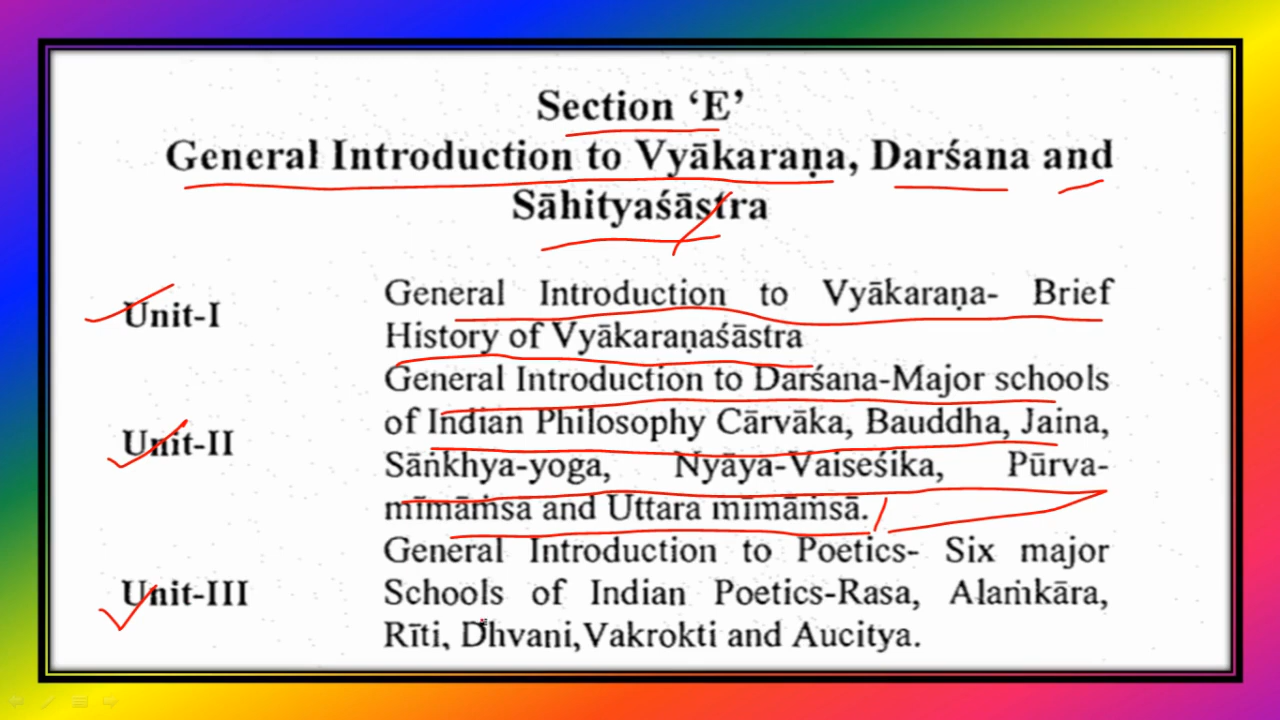 Section ‘E’
General Introduction to Vyākaraṇa, Darśana and
Sāhityaśāstra
Unit-I
General Introduction to Vyākaraṇa- Brief
History of Vyākaraṇaśāstra
Unit-II
General Introduction to Darśana-Major schools
of Indian Philosophy Cārvāka, Bauddha, Jaina,
Sāṅkhya-yoga, Nyāya-Vaiseśika, Pūrva-
mīmāṁsa and Uttara mīmāṁsā.
Unit-III
General Introduction to Poetics- Six major
Schools of Indian Poetics-Rasa, Alaṁkāra,
Rīti, Dhvani,Vakrokti and Aucitya.